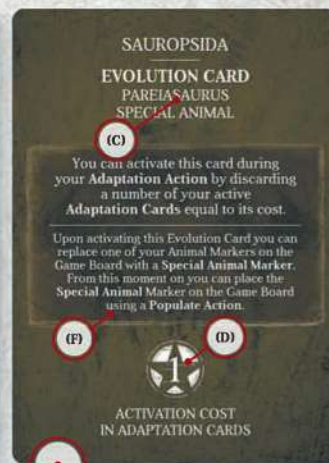 SAUROPSIDA
EVOLUTION CARD
PAREIASAURUS
SPECIAL ANIMAL
(C)
You can activate this card during
your Adaptation Action by discarding
a number of your active
Adaptation Cards equal to its cost.
Upon activating this Evolution Card you can
replace one of your Animal Markers on the
Game Board with a Special Animal Marker.
From this moment on you can place the
Special Animal Marker on the Game Board
using a Populate Action.
(F)
(D)
1
ACTIVATION COST
IN ADAPTATION CARDS